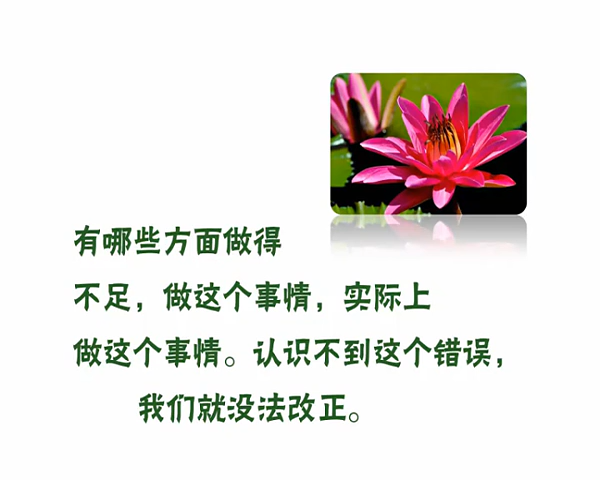 有哪些方面做得
不足，做这个事情，实际上
做这个事情。认识不到这个错误，
我们就没法改正。